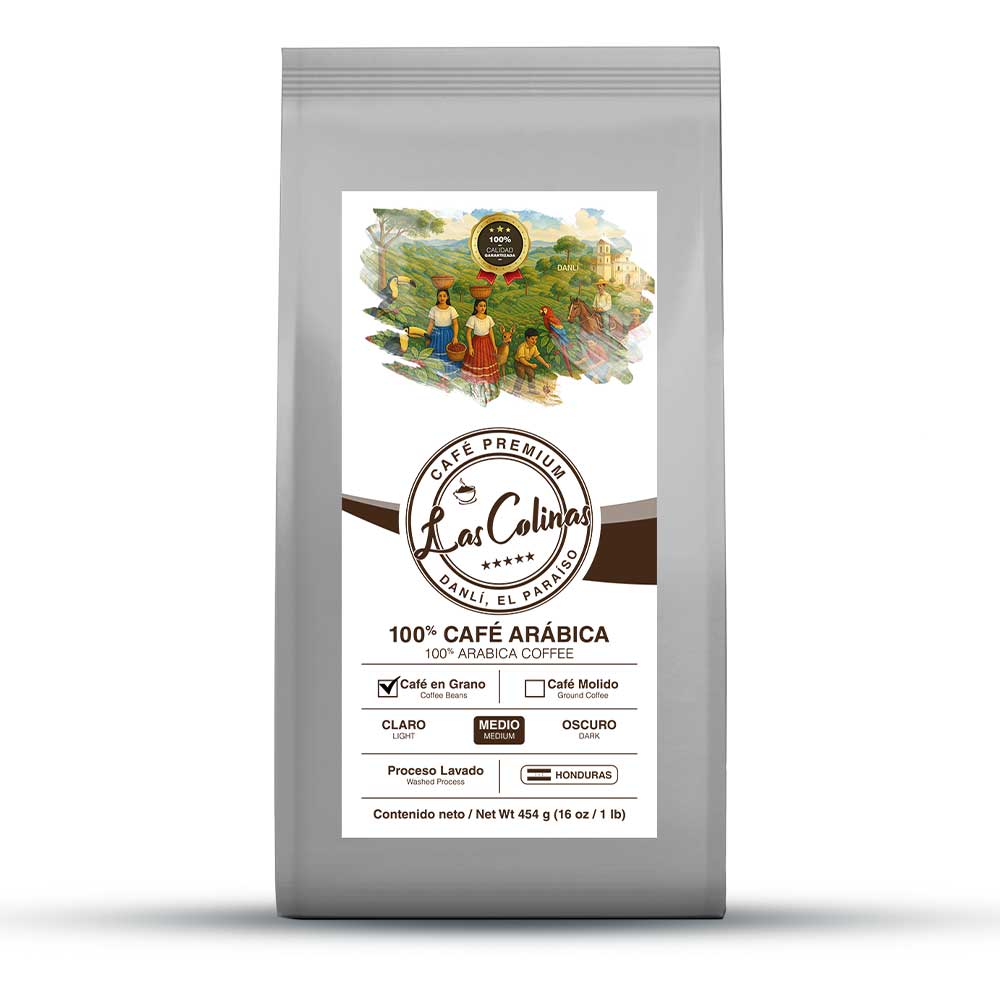 100%
CALIDAD
GARANTIZADA
DANLÍ
CAFÉ PREMIUM
Las Colinas
DANLÍ, EL PARAÍSO
100% CAFÉ ARÁBICA
100% ARABICA COFFEE
Café en Grano
Coffee Beans
Café Molido
Ground Coffee
CLARO
LIGHT
MEDIO
MEDIUM
OSCURO
DARK
Proceso Lavado
Washed Process
HONDURAS
Contenido neto / Net Wt 454 g (16 oz / 1 lb)